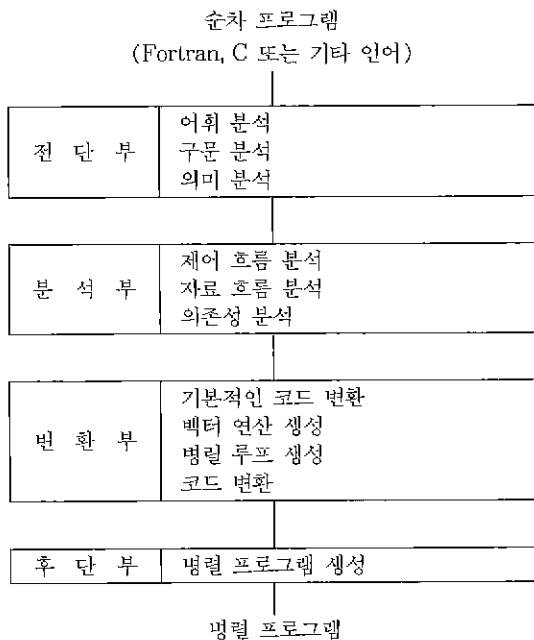 순차 프로그램
(Fortran, C 또는 기타 언어)
전 단 부
어휘 분석
구문 분석
의미 분석
분 석 부
제어 흐름 분석
자료 흐름 분석
의존성 분석
변 환 부
기본적인 코드 변환
벡터 연산 생성
병렬 루프 생성
코드 변환
후 단 부
병렬 프로그램 생성
병렬 프로그램